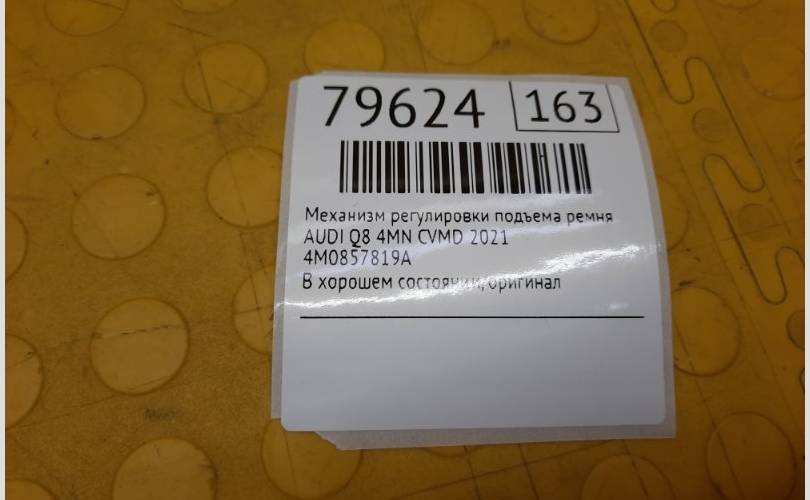 79624 163
Механизм регулировки подъема ремня
AUDI Q8 4MN CVMD 2021
4M0857819A
В хорошем состоянии, оригинал